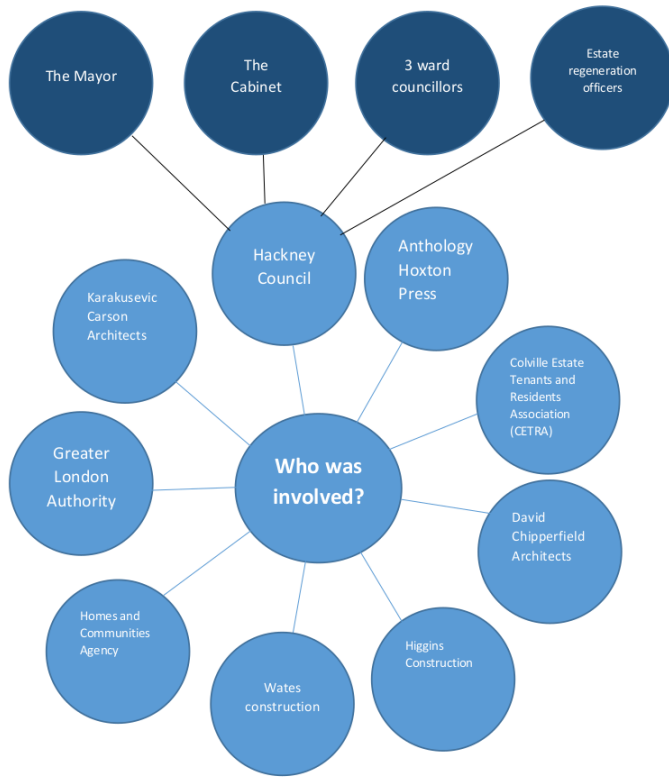 The Mayor
The
Cabinet
3 ward
councillors
Estate
regeneration
officers
Hackney
Council
Anthology
Hoxton
Press
Karakusevic
Carson
Architects
Colville Estate
Tenants and
Residents
Association
(CETRA)
Greater
London
Authority
Who was
involved?
David
Chipperfield
Architects
Homes and
Communities
Agency
Higgins
Construction
Wates
construction